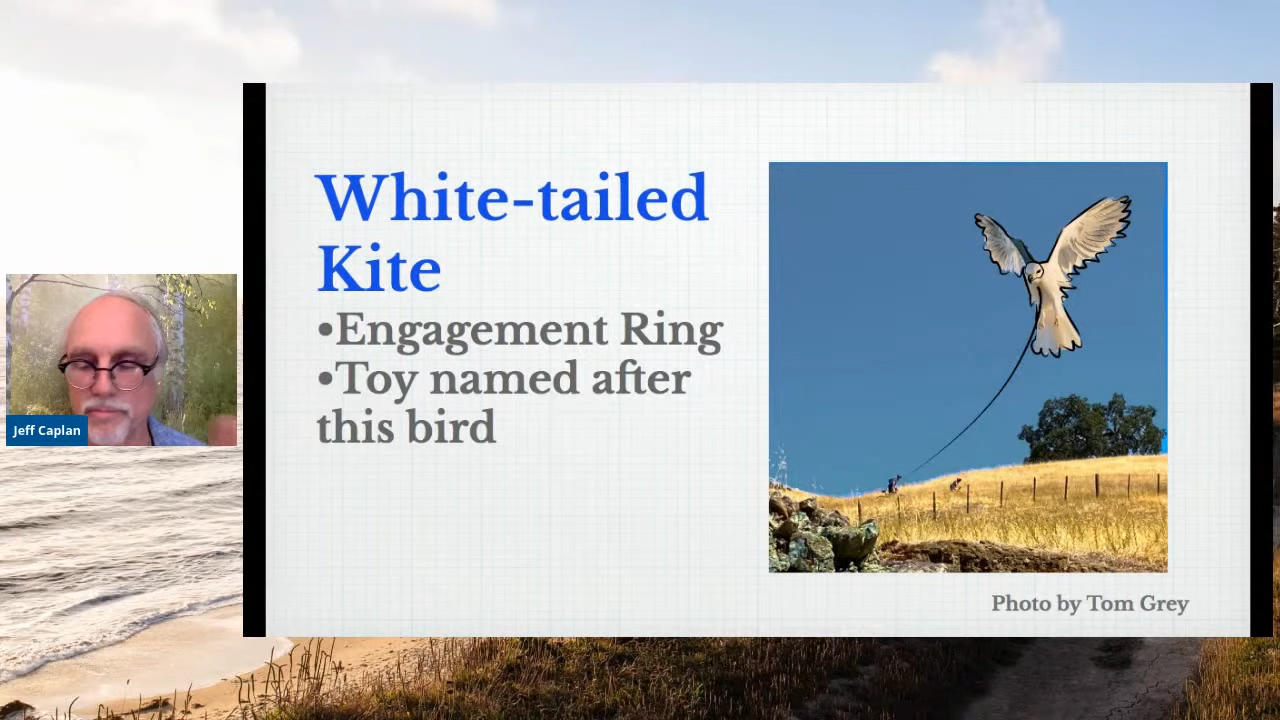 White-tailed
Kite
•Engagement Ring
•Toy named after
this bird
Jeff Caplan
Photo by Tom Grey